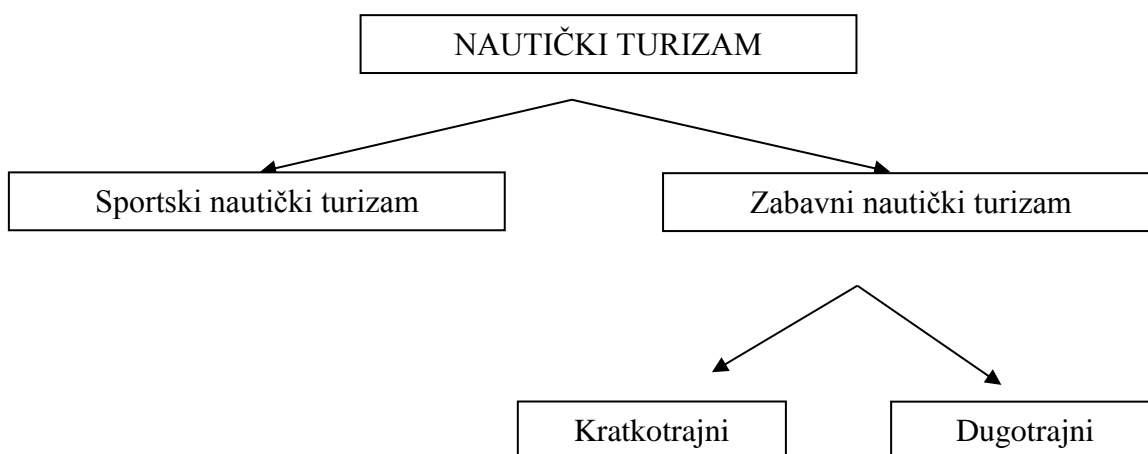 NAUTIČKI TURIZAM
Sportski nautički turizam
Zabavni nautički turizam
Kratkotrajni
Dugotrajni